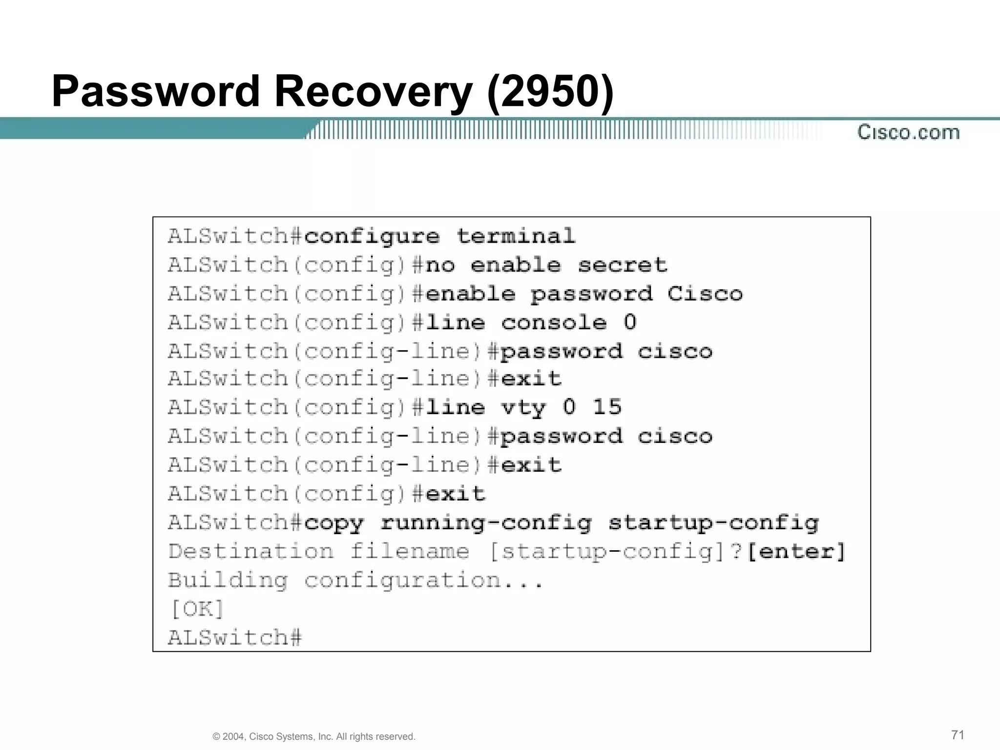 Password Recovery (2950)
Cisco.com
ALSwitch#configure terminal
ALSwitch(config)#no enable secret
ALSwitch(config)#enable password Cisco
ALSwitch(config)#line console 0
ALSwitch(config-line)#password cisco
ALSwitch(config-line)#exit
ALSwitch(config)#line vty 0 15
ALSwitch(config-line)#password cisco
ALSwitch(config-line)#exit
ALSwitch(config)#exit
ALSwitch#copy running-config startup-config
Destination filename [startup-config]?[enter]
Building configuration...
[OK]
ALSwitch#
© 2004, Cisco Systems, Inc. All rights reserved.
71